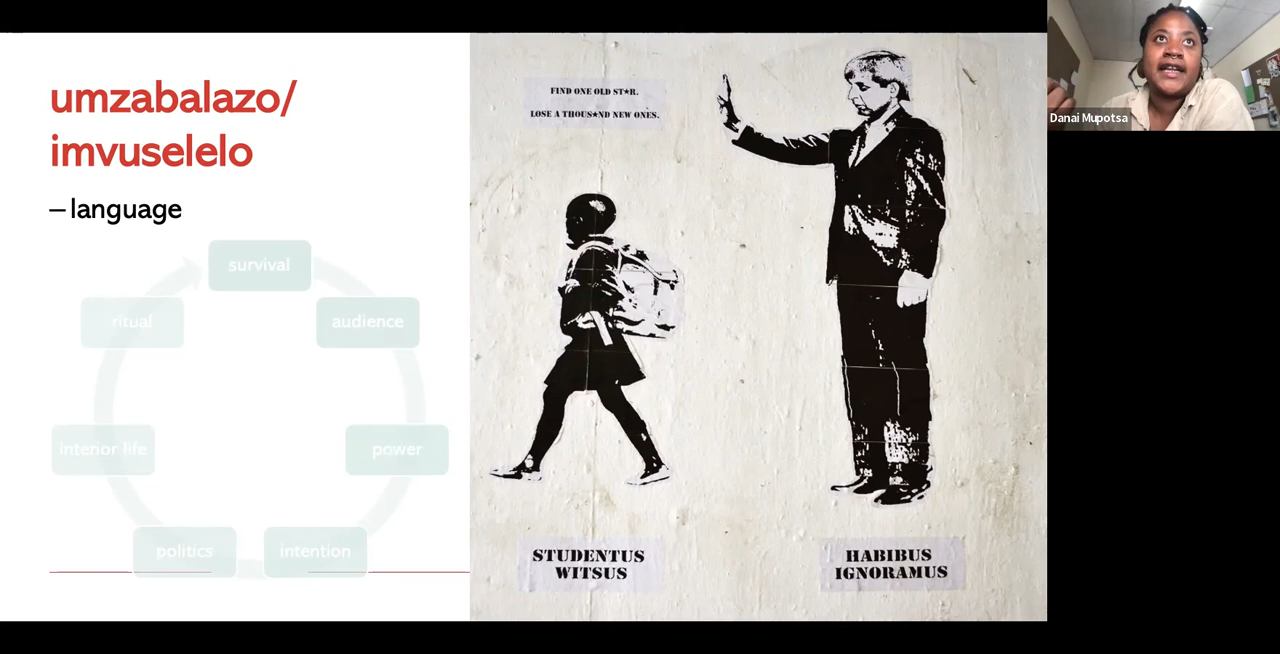 umzabalazo/
imvuselelo
– language
survival
audience
power
intention
politics
interior life
ritual
FIND ONE OLD ST★R.
LOSE A THOUS★ND NEW ONES.
STUDENTUS
WITSUS
HABIBUS
IGNORAMUS
Danai Mupotsa